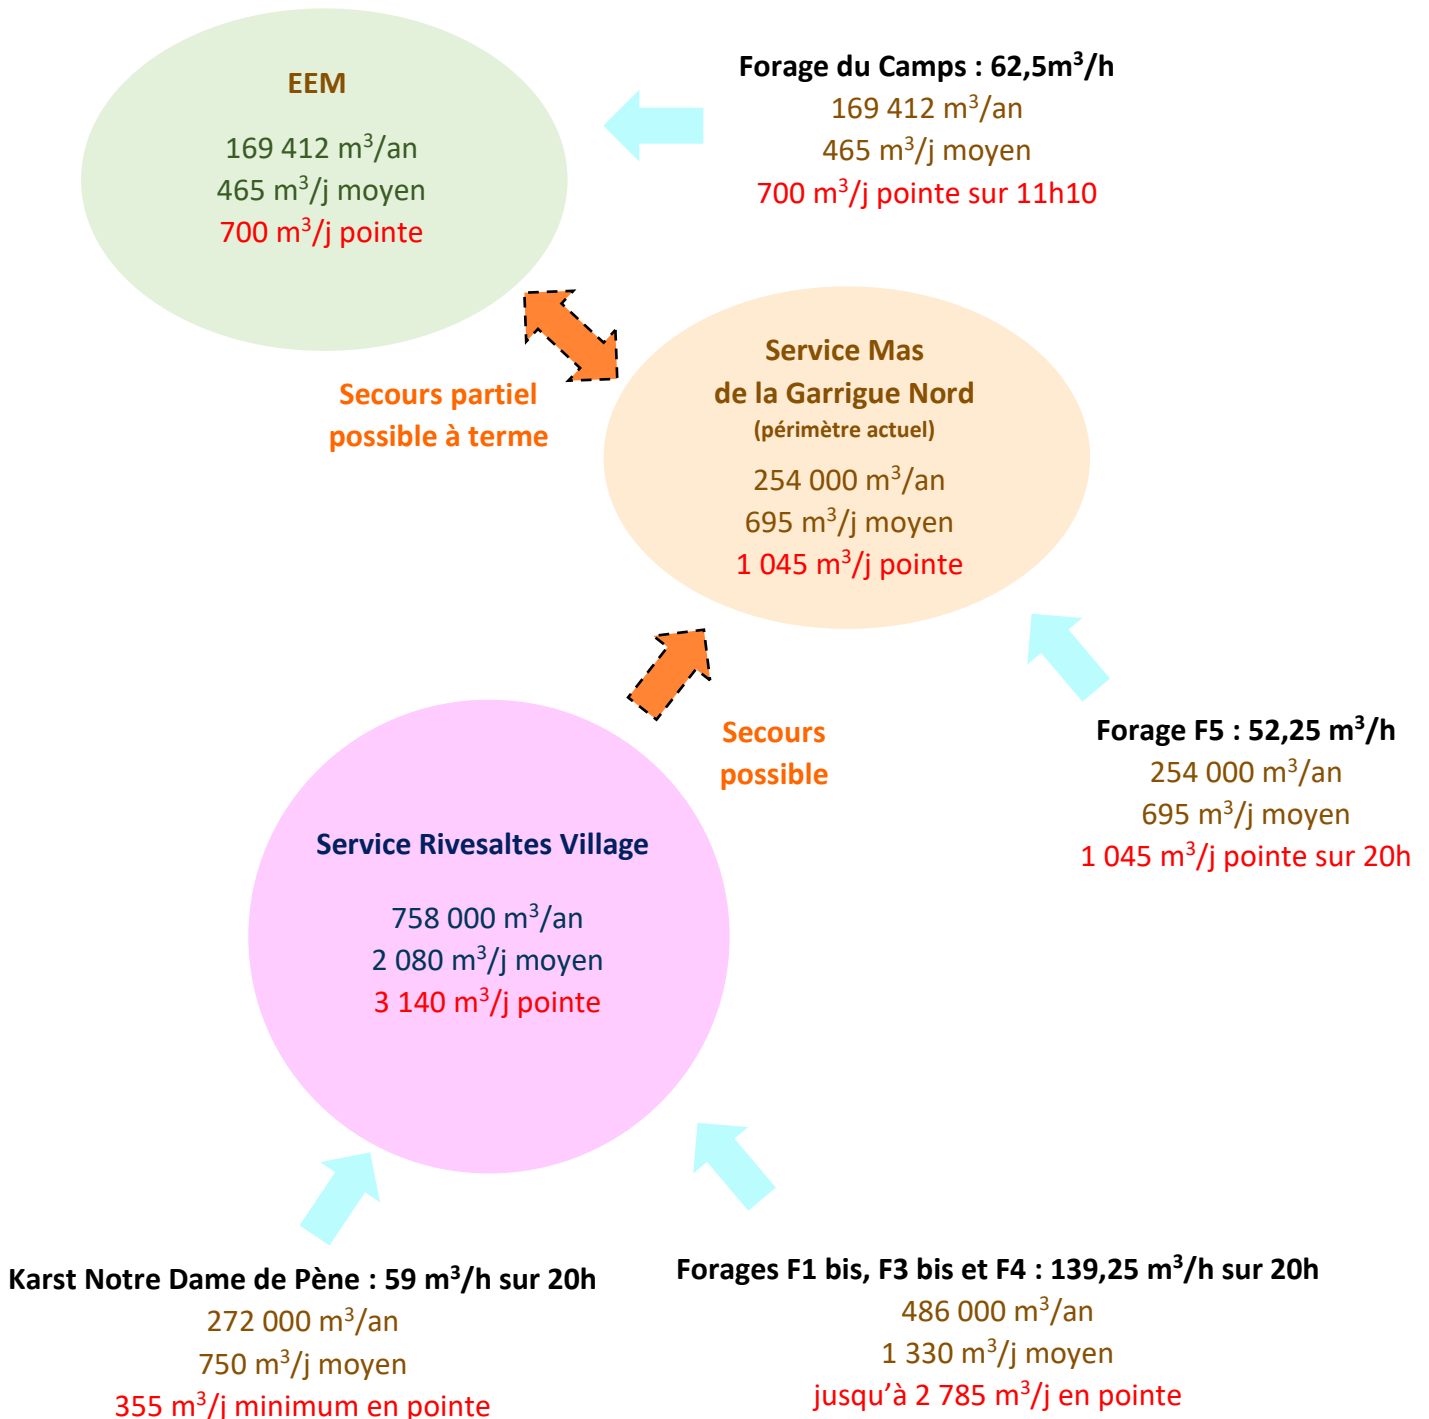 EEM
169 412 m³/an
465 m³/j moyen
700 m³/j pointe
Forage du Camps : 62,5m³/h
169 412 m³/an
465 m³/j moyen
700 m³/j pointe sur 11h10
Secours partiel
possible à terme
Service Mas
de la Garrigue Nord
(périmètre actuel)
254 000 m³/an
695 m³/j moyen
1 045 m³/j pointe
Secours
possible
Forage F5 : 52,25 m³/h
254 000 m³/an
695 m³/j moyen
1 045 m³/j pointe sur 20h
Service Rivesaltes Village
758 000 m³/an
2 080 m³/j moyen
3 140 m³/j pointe
Karst Notre Dame de Pène : 59 m³/h sur 20h
272 000 m³/an
750 m³/j moyen
355 m³/j minimum en pointe
Forages F1 bis, F3 bis et F4 : 139,25 m³/h sur 20h
486 000 m³/an
1 330 m³/j moyen
jusqu'à 2 785 m³/j en pointe